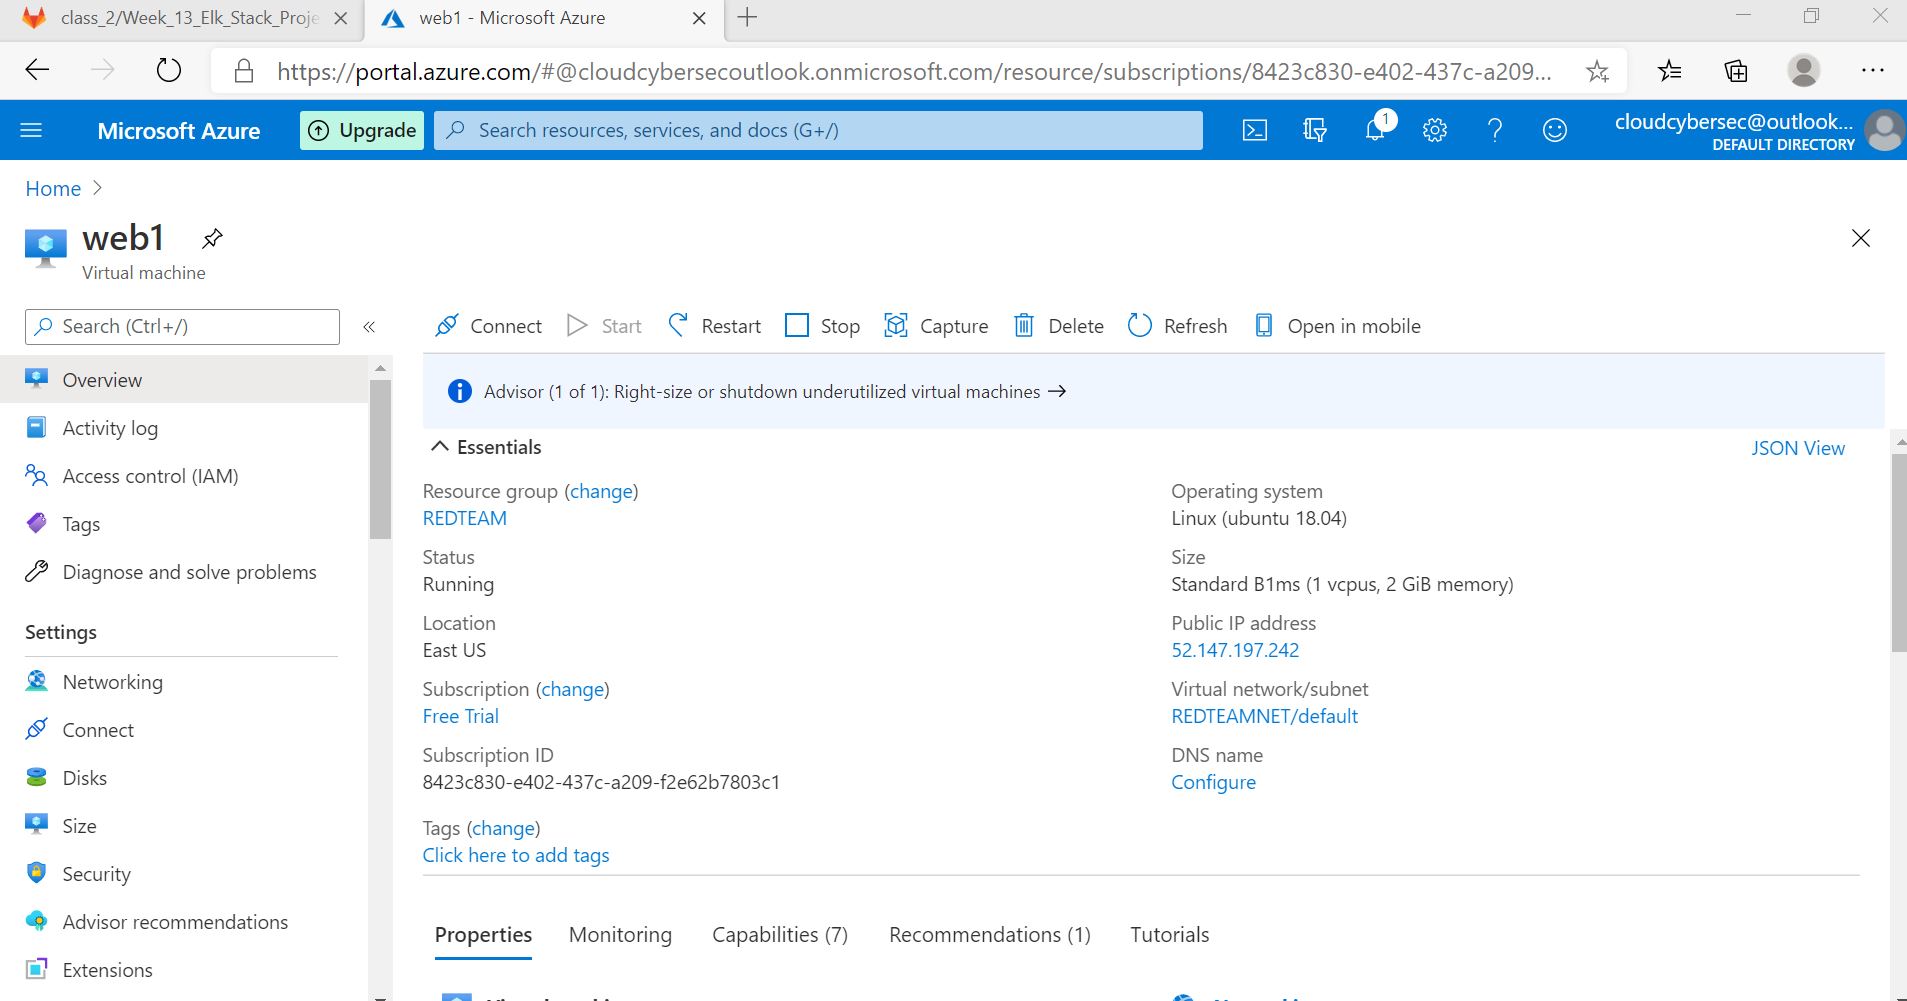 class_2/Week_13_Elk_Stack_Proje
web1 - Microsoft Azure
https://portal.azure.com/#@cloudcybersecoutlook.onmicrosoft.com/resource/subscriptions/8423c830-e402-437c-a209...
Microsoft Azure
Upgrade
Search resources, services, and docs (G+/)
1
cloudcybersec@outlook...
DEFAULT DIRECTORY
Home
web1
Virtual machine
Search (Ctrl+/)
Overview
Activity log
Access control (IAM)
Tags
Diagnose and solve problems
Settings
Networking
Connect
Disks
Size
Security
Advisor recommendations
Extensions
Connect
Start
Restart
Stop
Capture
Delete
Refresh
Open in mobile
Advisor (1 of 1): Right-size or shutdown underutilized virtual machines →
Essentials
JSON View
Resource group (change)
REDTEAM
Status
Running
Location
East US
Subscription (change)
Free Trial
Subscription ID
8423c830-e402-437c-a209-f2e62b7803c1
Tags (change)
Click here to add tags
Operating system
Linux (ubuntu 18.04)
Size
Standard B1ms (1 vcpus, 2 GiB memory)
Public IP address
52.147.197.242
Virtual network/subnet
REDTEAMNET/default
DNS name
Configure
Properties
Monitoring
Capabilities (7)
Recommendations (1)
Tutorials